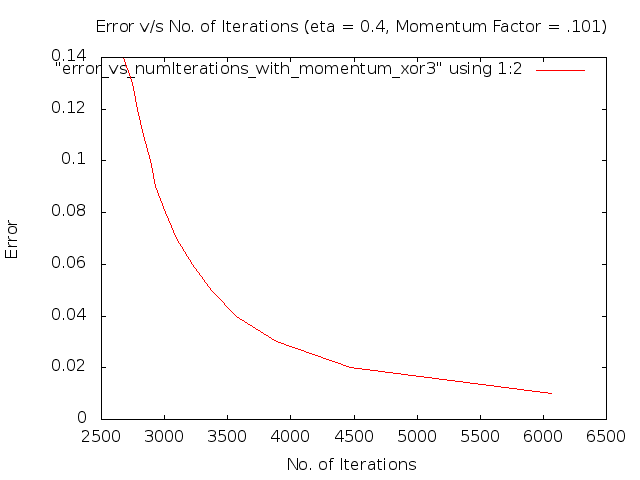 Error v/s No. of Iterations (eta = 0.4, Momentum Factor = .101)
"error_vs_numIterations_with_momentum_xor3" using 1:2
0.14
0.12
0.1
0.08
0.06
0.04
0.02
0
Error
2500 3000 3500 4000 4500 5000 5500 6000 6500
No. of Iterations